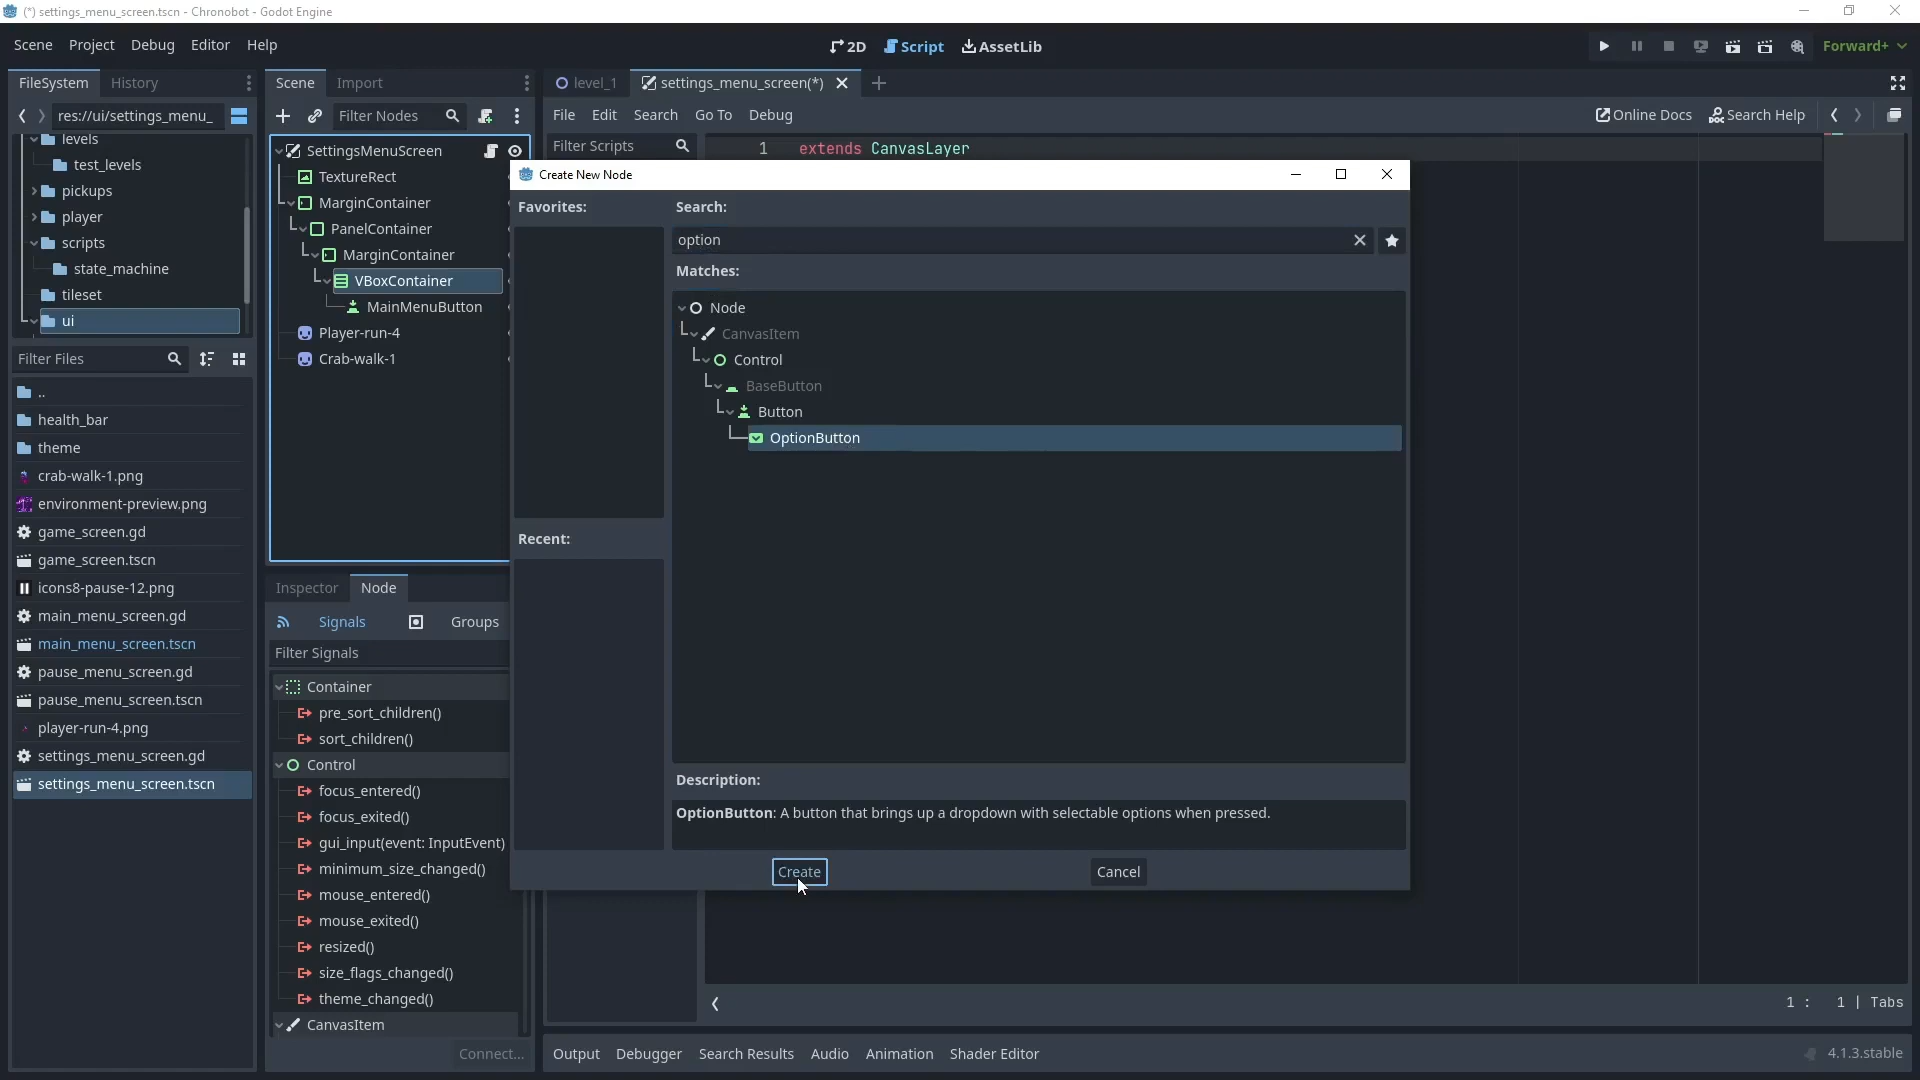 (*) settings_menu_screen.tscn - Chronobot - Godot Engine
Scene Project Debug Editor Help
2D Script AssetLib
Forward+
FileSystem History
Scene Import
level_1 settings_menu_screen(*)
res://ui/settings_menu_
Filter Nodes
File Edit Search Go To Debug
Online Docs Search Help
levels
test_levels
pickups
player
scripts
state_machine
tileset
ui
Filter Files
..
health_bar
theme
crab-walk-1.png
environment-preview.png
game_screen.gd
game_screen.tscn
icons8-pause-12.png
main_menu_screen.gd
main_menu_screen.tscn
pause_menu_screen.gd
pause_menu_screen.tscn
player-run-4.png
settings_menu_screen.gd
settings_menu_screen.tscn
SettingsMenuScreen
TextureRect
MarginContainer
PanelContainer
MarginContainer
VBoxContainer
MainMenuButton
Player-run-4
Crab-walk-1
Inspector Node
Signals Groups
Filter Signals
Container
pre_sort_children()
sort_children()
Control
focus_entered()
focus_exited()
gui_input(event: InputEvent)
minimum_size_changed()
mouse_entered()
mouse_exited()
resized()
size_flags_changed()
theme_changed()
CanvasItem
Connect...
Filter Scripts
1 extends CanvasLayer
Create New Node
Favorites:
Recent:
Search:
option
Matches:
Node
CanvasItem
Control
BaseButton
Button
OptionButton
Description:
OptionButton: A button that brings up a dropdown with selectable options when pressed.
Create Cancel
1 : 1 | Tabs
Output Debugger Search Results Audio Animation Shader Editor
4.1.3.stable